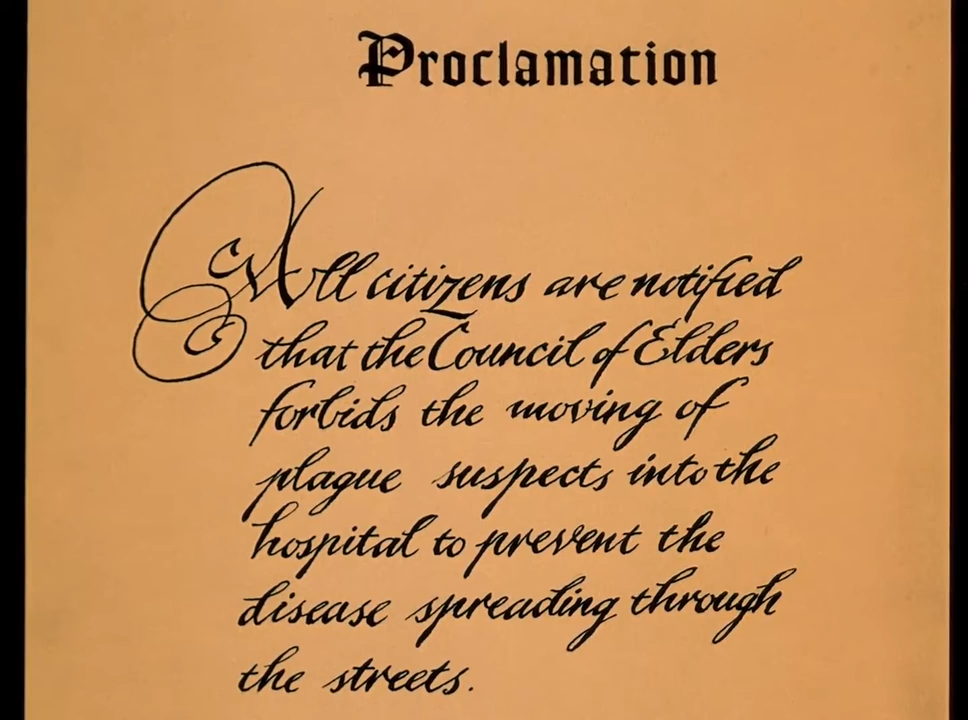 Proclamation
All citizens are notified
that the Council of Elders
forbids the moving of
plague suspects into the
hospital to prevent the
disease spreading through
the streets.